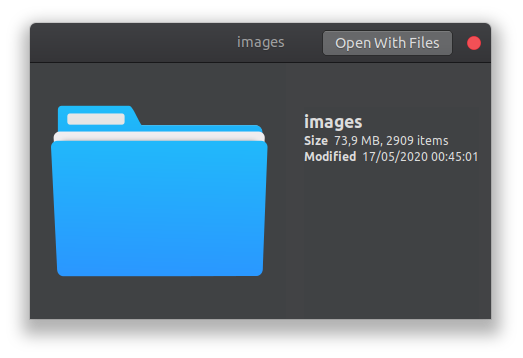 images
Open With Files
images
Size 73,9 MB, 2909 items
Modified 17/05/2020 00:45:01